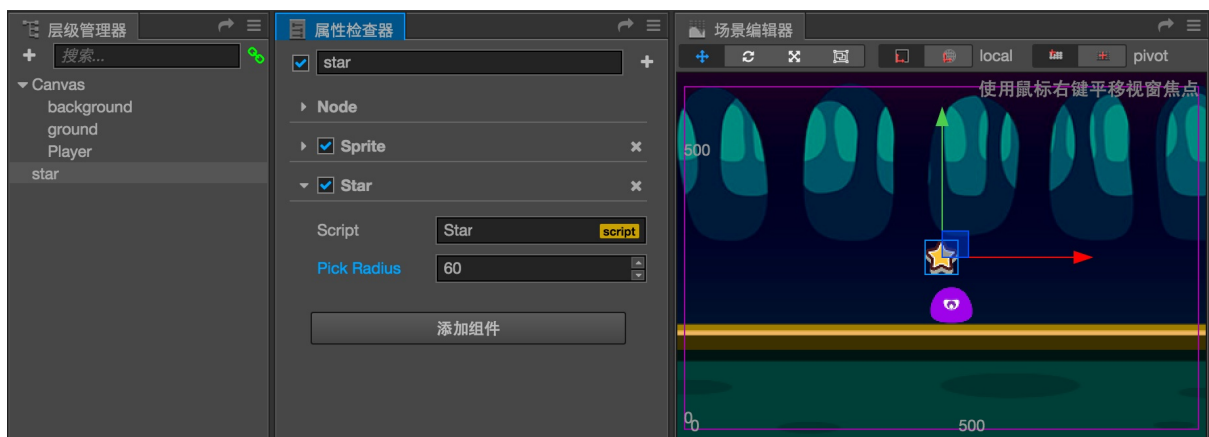 层级管理器
搜索...
Canvas
background
ground
Player
star
属性检查器
star
Node
Sprite
Star
Script Star script
Pick Radius 60
添加组件
场景编辑器
local pivot
使用鼠标右键平移视窗焦点
500
0
0
500